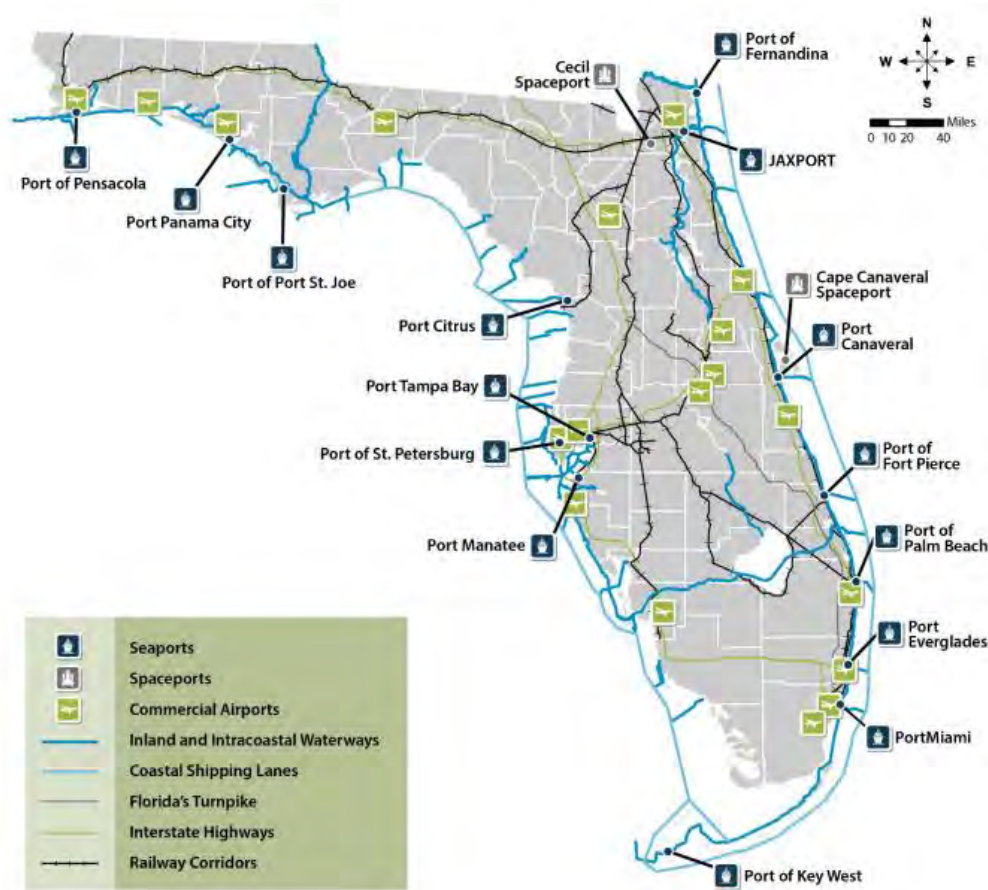 Port of
Fernandina
Cecil
Spaceport
N
W E
S
Miles
0 10 20 40
JAXPORT
Port of Pensacola
Port Panama City
Port of Port St. Joe
Cape Canaveral
Spaceport
Port Citrus
Port
Canaveral
Port Tampa Bay
Port of St. Petersburg
Port of
Fort Pierce
Port Manatee
Port of
Palm Beach
Port
Everglades
PortMiami
Port of Key West
Seaports
Spaceports
Commercial Airports
Inland and Intracoastal Waterways
Coastal Shipping Lanes
Florida's Turnpike
Interstate Highways
Railway Corridors